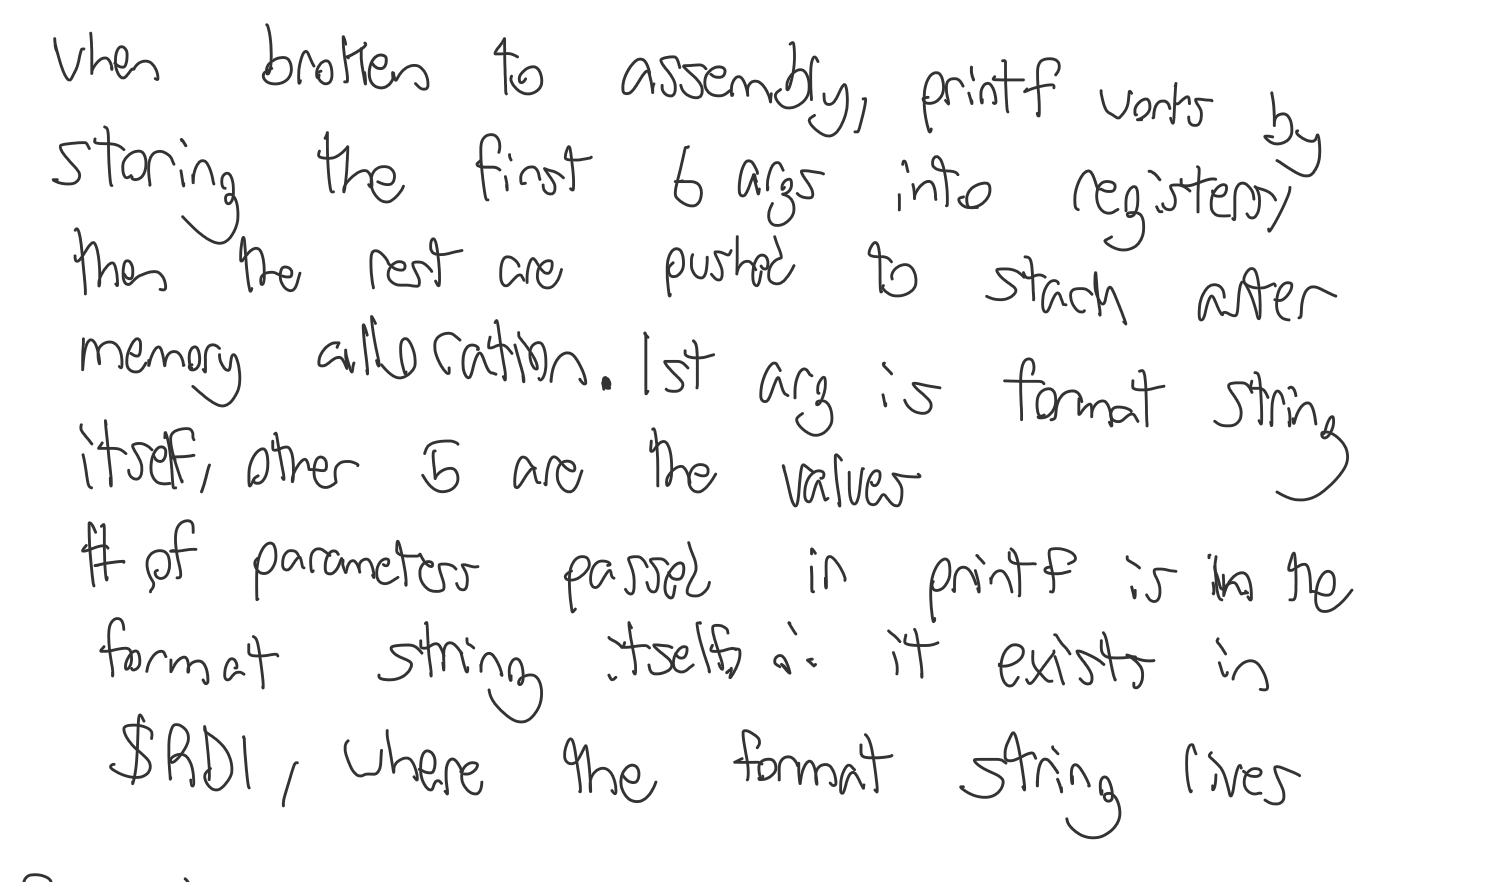 when broken to assembly, printf works by
storing the first 6 args into registers,
then the rest are pushed to stack after
memory allocation. 1st arg is format string
itself, other 5 are the values
# of parameters passed in printf is in the
format string itself, ∴ it exists in
$RDI, where the format string lives